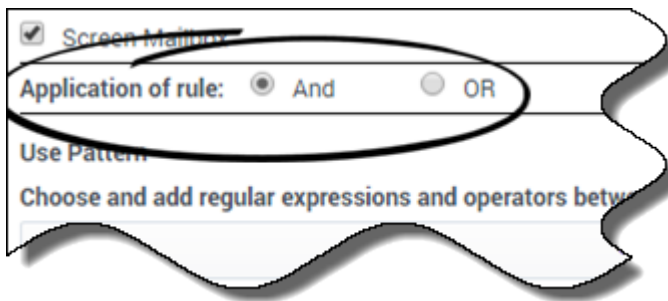 Screen Mailbox
Application of rule: And OR
Use Pattern
Choose and add regular expressions and operators betw